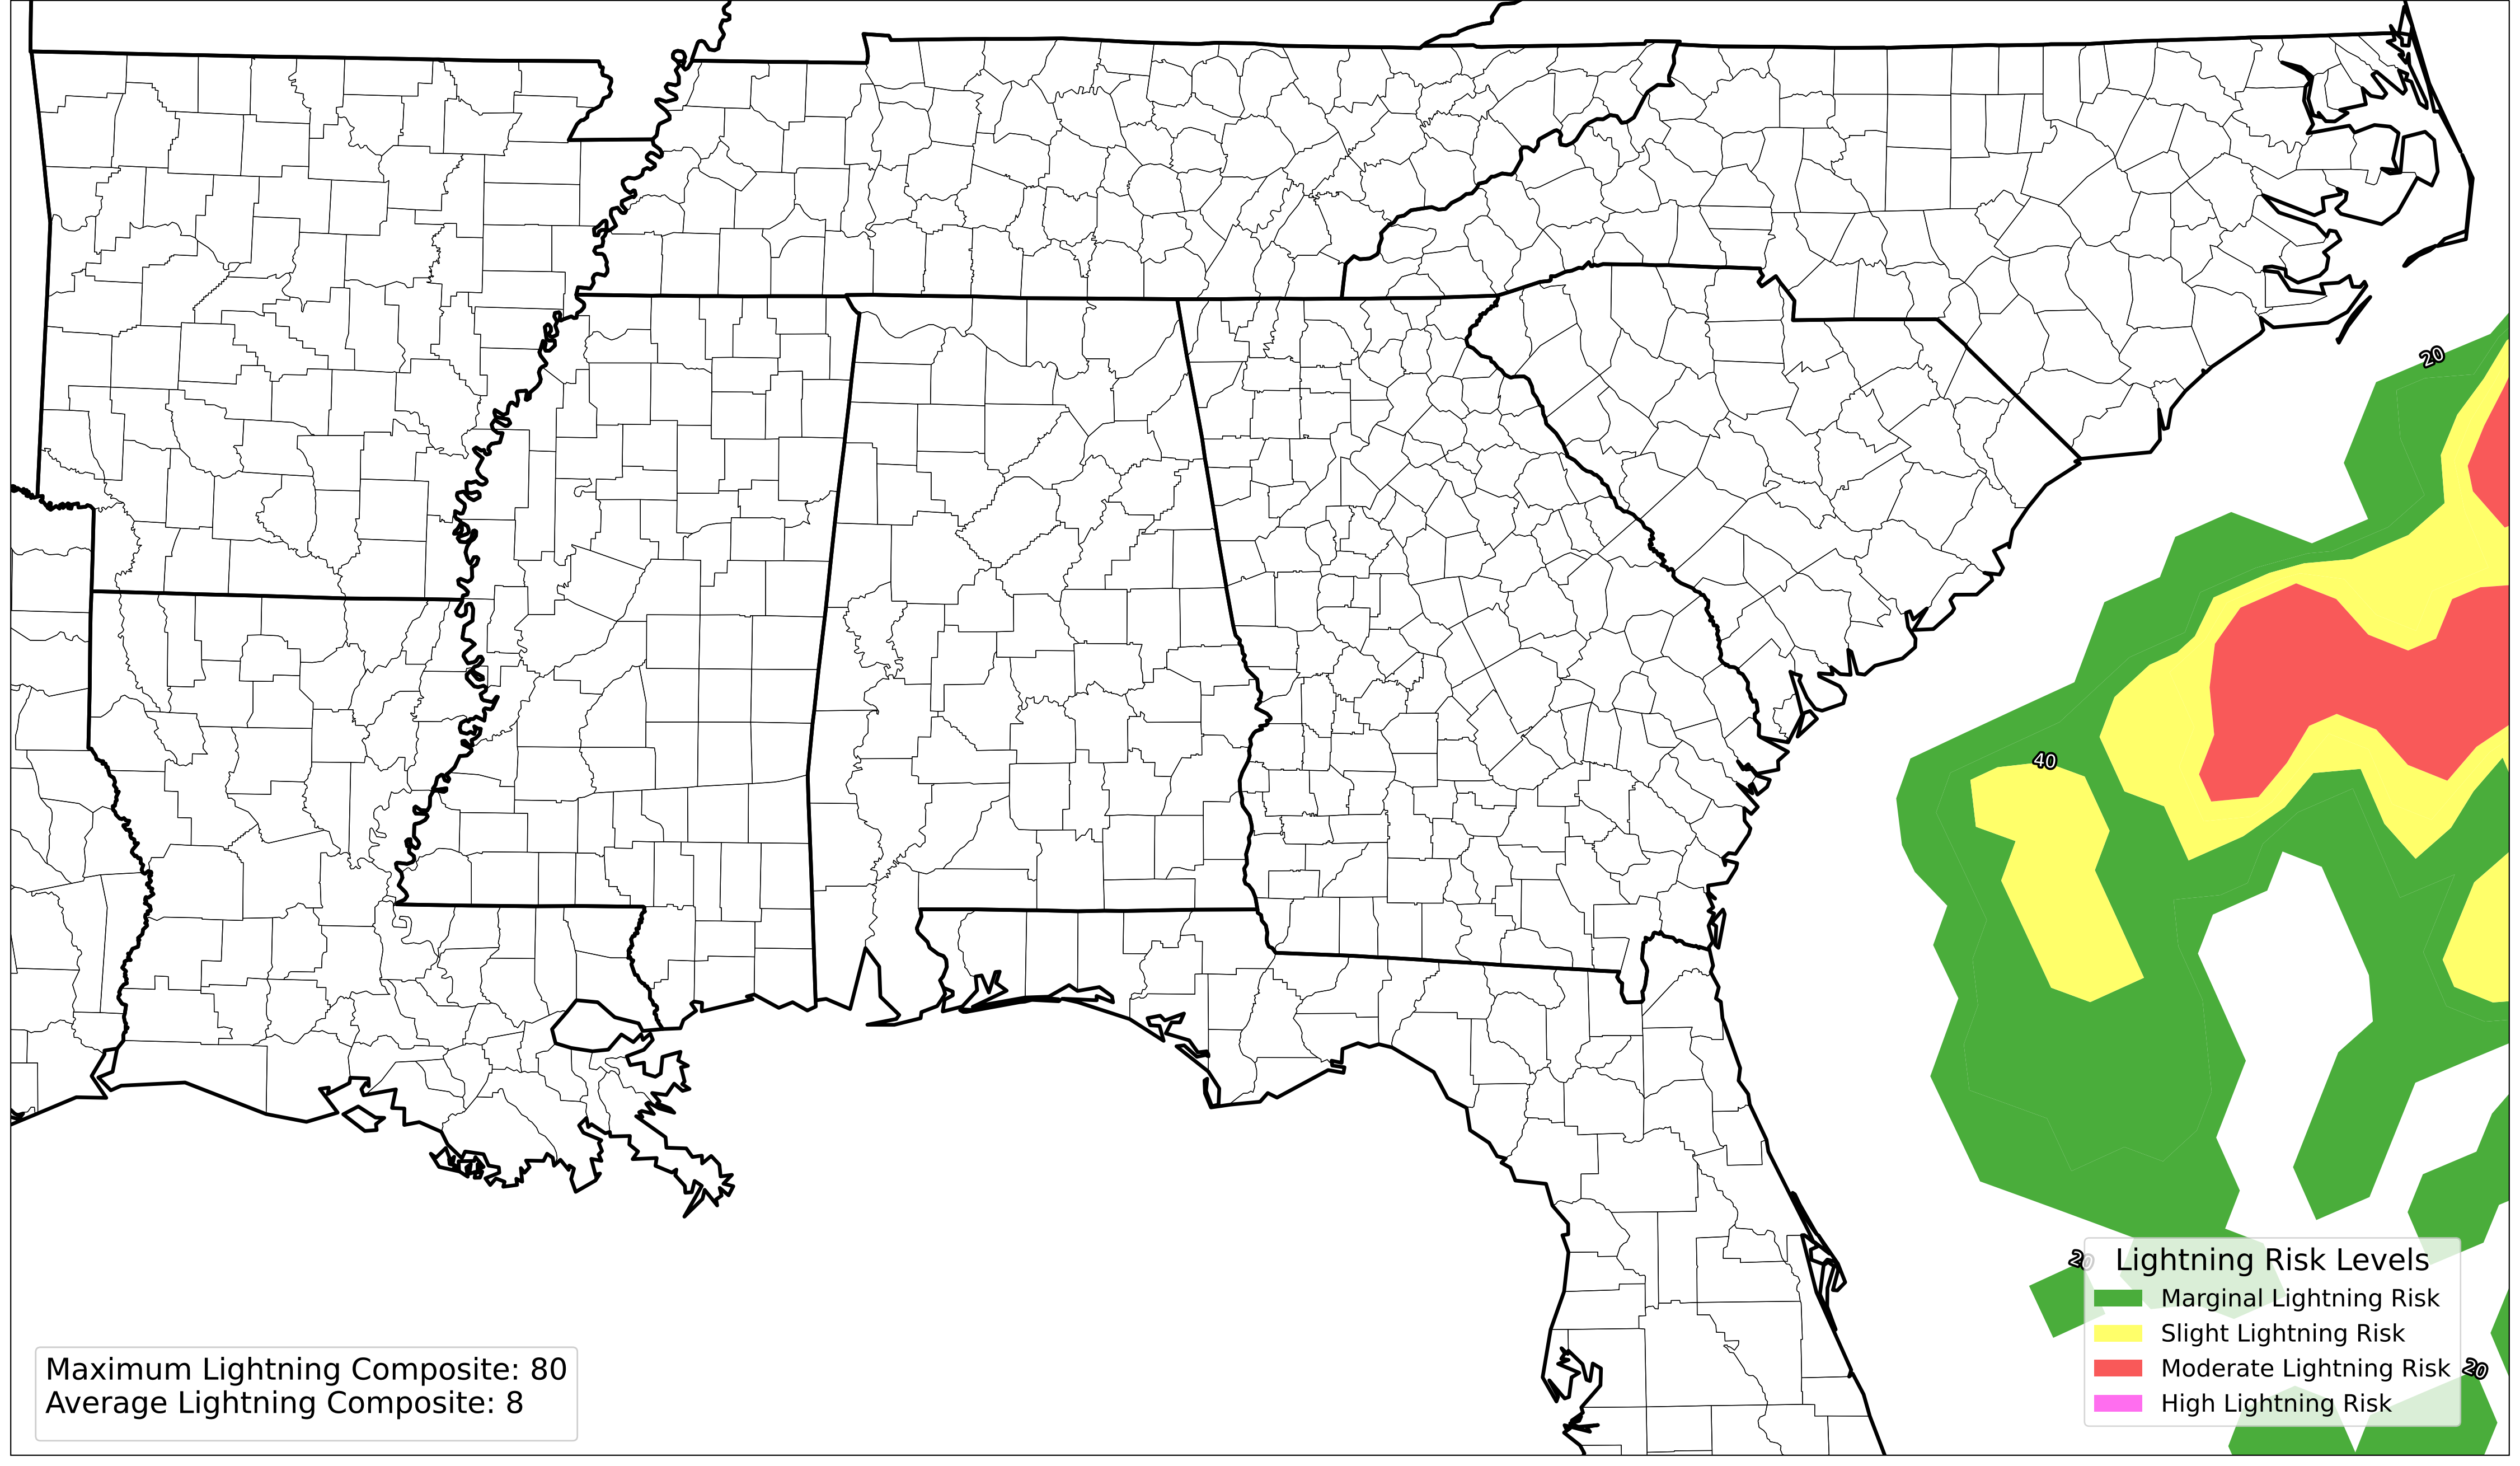 20
40
20
Lightning Risk Levels
Marginal Lightning Risk
Slight Lightning Risk
Moderate Lightning Risk
High Lightning Risk
20
Maximum Lightning Composite: 80
Average Lightning Composite: 8